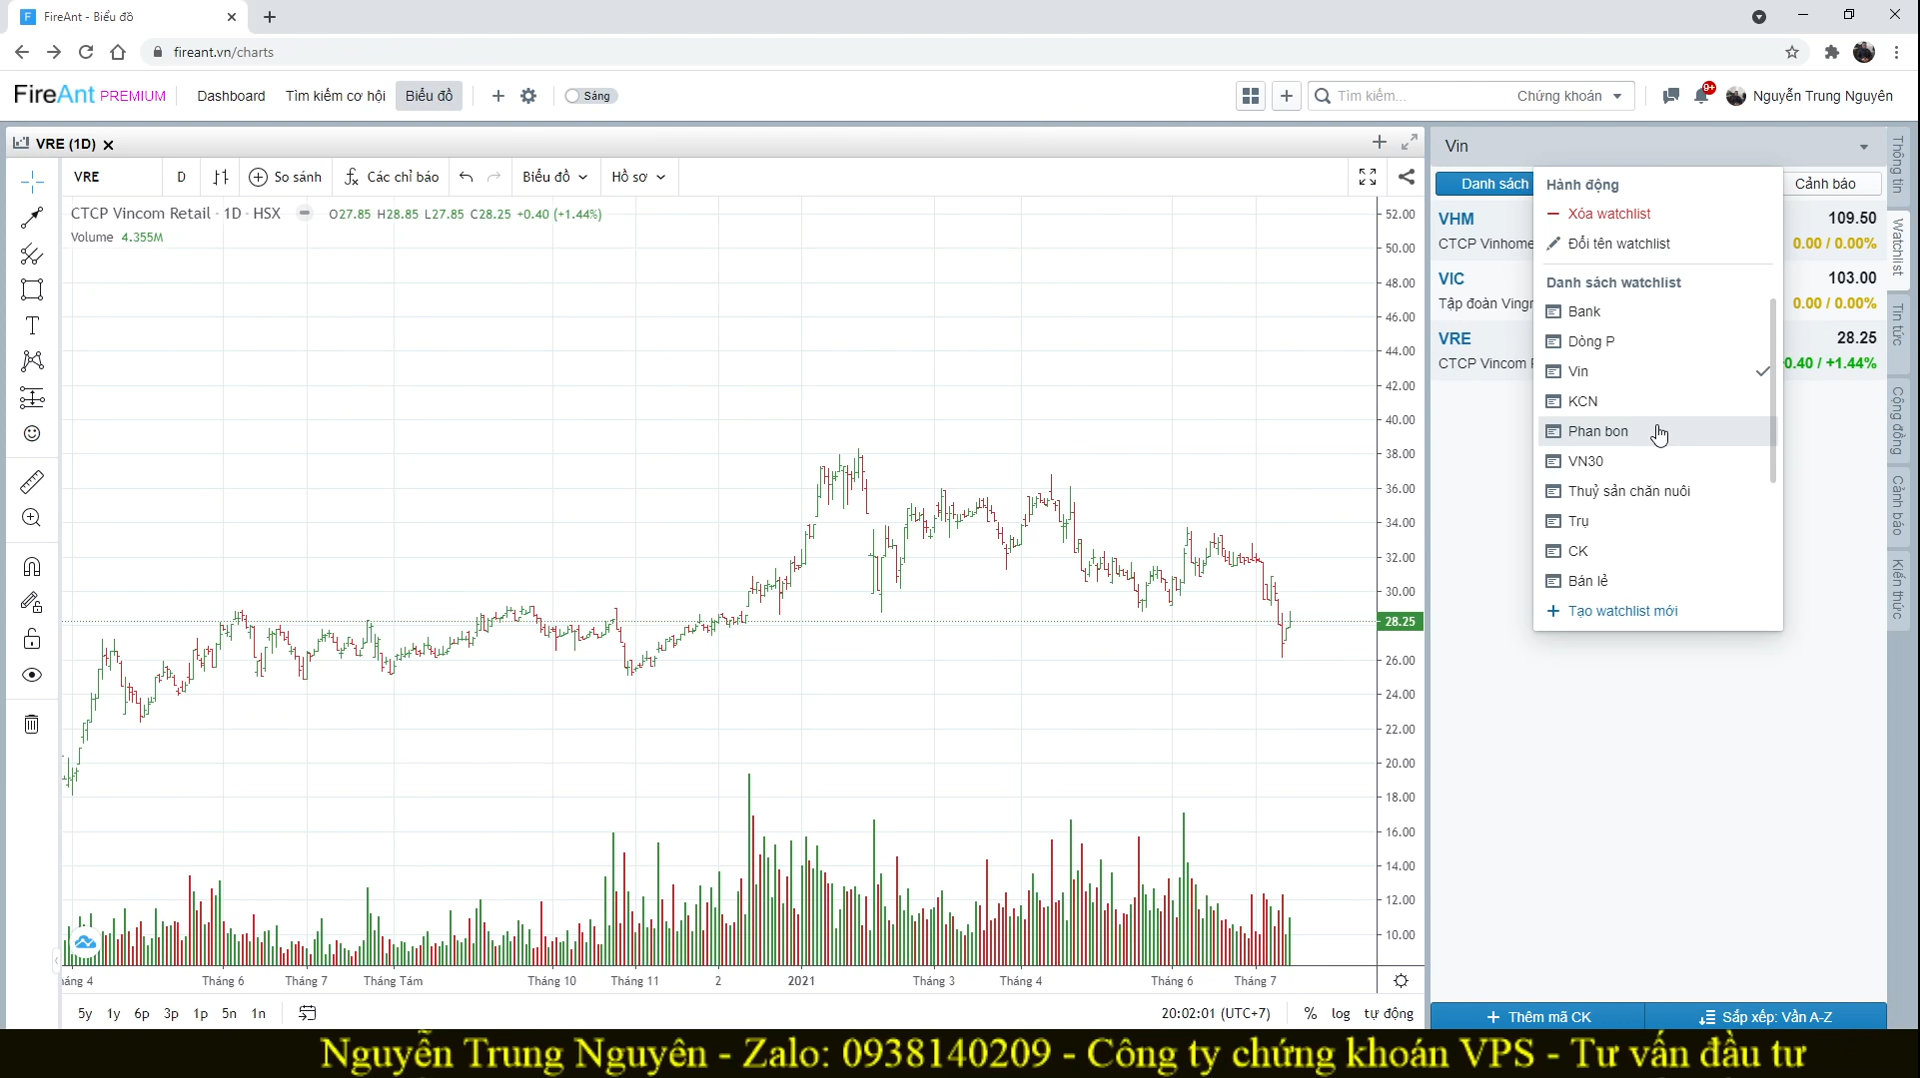 FireAnt - Biểu đồ
fireant.vn/charts
FireAnt PREMIUM Dashboard Tìm kiếm cơ hội Biểu đồ Sáng Tìm kiếm... Chứng khoán 9+ Nguyễn Trung Nguyên
VRE (1D)
VRE D So sánh Các chỉ báo Biểu đồ Hồ sơ
CTCP Vincom Retail · 1D · HSX O27.85 H28.85 L27.85 C28.25 +0.40 (+1.44%)
Volume 4.355M
52.00
50.00
48.00
46.00
44.00
42.00
40.00
38.00
36.00
34.00
32.00
30.00
28.25
26.00
24.00
22.00
20.00
18.00
16.00
14.00
12.00
10.00
háng 4 Tháng 6 Tháng 7 Tháng Tám Tháng 10 Tháng 11 2 2021 Tháng 3 Tháng 4 Tháng 6 Tháng 7
5y 1y 6p 3p 1p 5n 1n 20:02:01 (UTC+7) % log tự động
Vin
Danh sách Cảnh báo
VHM 109.50
CTCP Vinhome 0.00 / 0.00%
VIC 103.00
Tập đoàn Ving 0.00 / 0.00%
VRE 28.25
CTCP Vincom 0.40 / +1.44%
Hành động
Xóa watchlist
Đổi tên watchlist
Danh sách watchlist
Bank
Dòng P
Vin
KCN
Phan bon
VN30
Thuỷ sản chăn nuôi
Trụ
CK
Bán lẻ
Tạo watchlist mới
Thông tin
Watchlist
Tin tức
Cộng đồng
Cảnh báo
Kiến thức
Thêm mã CK Sắp xếp: Vần A-Z
Nguyễn Trung Nguyên - Zalo: 0938140209 - Công ty chứng khoán VPS - Tư vấn đầu tư